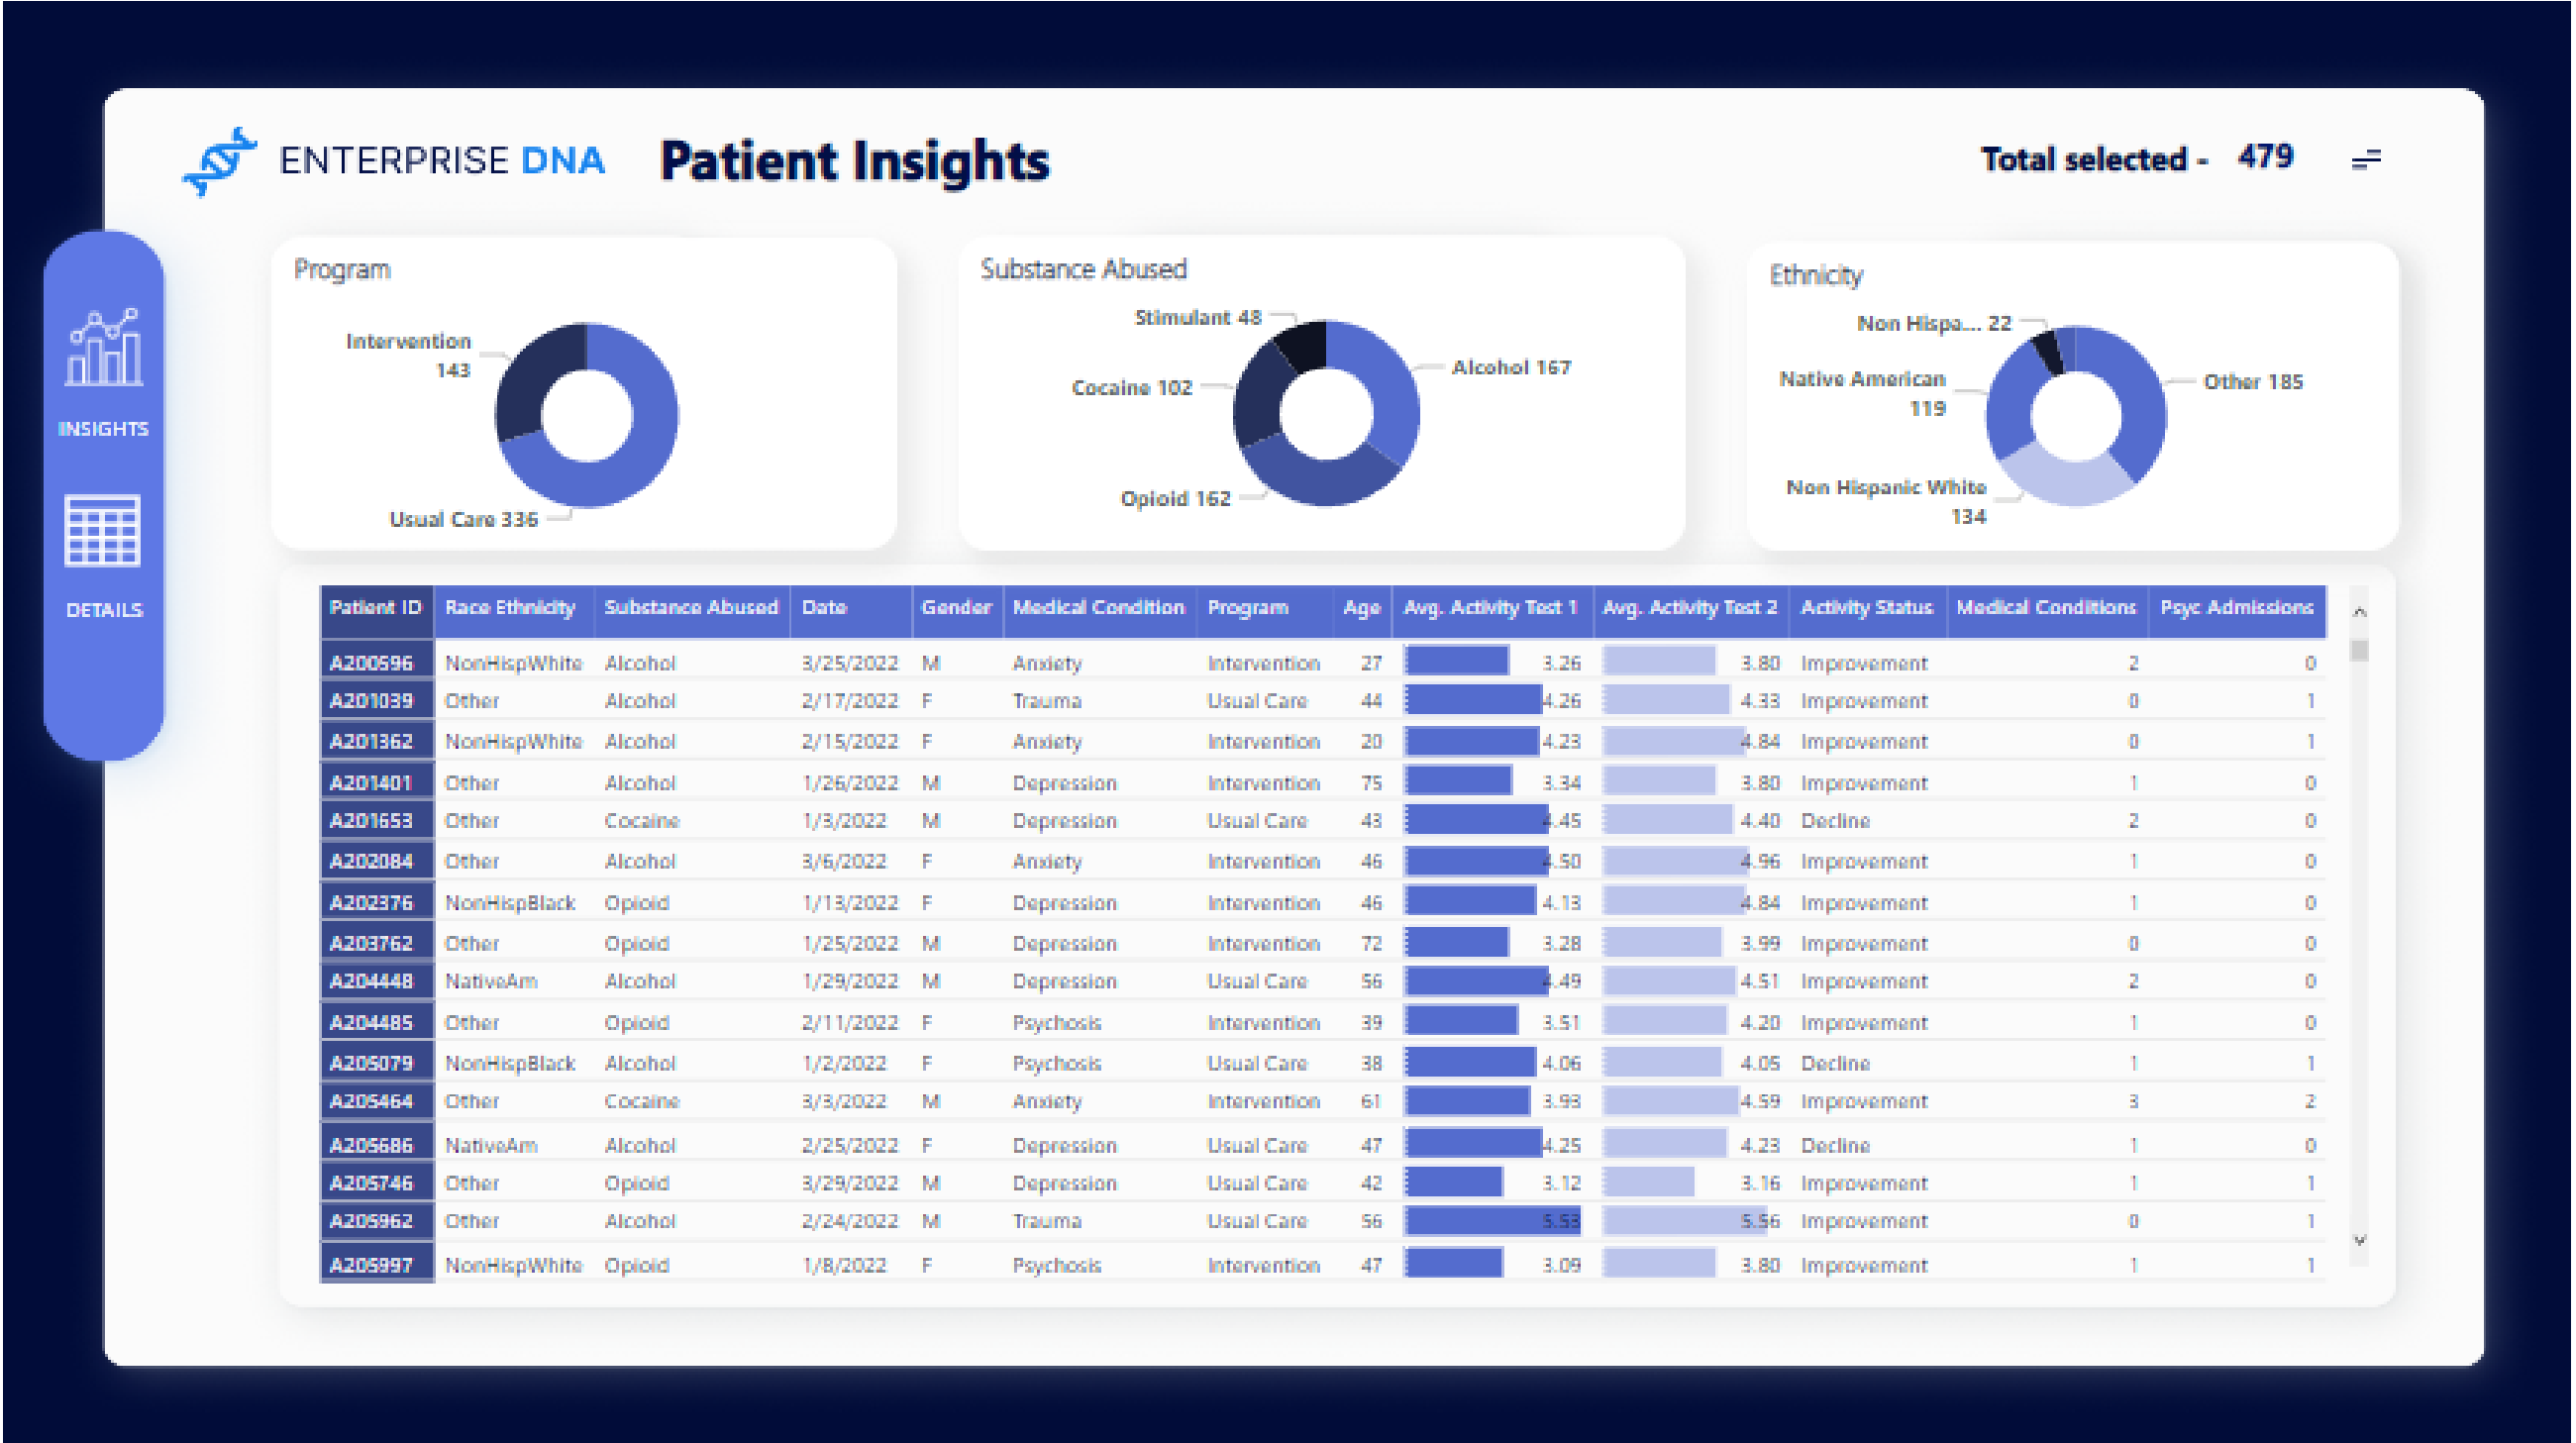 ENTERPRISE DNA
Patient Insights
Total selected - 479
INSIGHTS
DETAILS
Program
Intervention
143
Usual Care 336
Substance Abused
Stimulant 48
Cocaine 102
Opioid 162
Alcohol 167
Ethnicity
Non Hispa... 22
Native American
119
Non Hispanic White
134
Other 185
Patient ID Race Ethnicity Substance Abused Date Gender Medical Condition Program Age Avg. Activity Test 1 Avg. Activity Test 2 Activity Status Medical Conditions Psyc Admissions
A200596 NonHispWhite Alcohol 3/25/2022 M Anxiety Intervention 27 3.26 3.80 Improvement 2 0
A201039 Other Alcohol 2/17/2022 F Trauma Usual Care 44 4.26 4.33 Improvement 0 1
A201362 NonHispWhite Alcohol 2/15/2022 F Anxiety Intervention 20 4.23 4.84 Improvement 0 1
A201401 Other Alcohol 1/26/2022 M Depression Intervention 75 3.34 3.80 Improvement 1 0
A201653 Other Cocaine 1/3/2022 M Depression Usual Care 43 4.45 4.40 Decline 2 0
A202084 Other Alcohol 3/6/2022 F Anxiety Intervention 46 4.50 4.96 Improvement 1 0
A202376 NonHispBlack Opioid 1/13/2022 F Depression Intervention 46 4.13 4.84 Improvement 1 0
A203762 Other Opioid 1/25/2022 M Depression Intervention 72 3.28 3.99 Improvement 0 0
A204448 NativeAm Alcohol 1/29/2022 M Depression Usual Care 56 4.49 4.51 Improvement 2 0
A204485 Other Opioid 2/11/2022 F Psychosis Intervention 39 3.51 4.20 Improvement 1 0
A205079 NonHispBlack Alcohol 1/2/2022 F Psychosis Usual Care 38 4.06 4.05 Decline 1 1
A205464 Other Cocaine 3/3/2022 M Anxiety Intervention 61 3.93 4.59 Improvement 3 2
A205686 NativeAm Alcohol 2/25/2022 F Depression Usual Care 47 4.25 4.23 Decline 1 0
A205746 Other Opioid 3/29/2022 M Depression Usual Care 42 3.12 3.16 Improvement 1 1
A205962 Other Alcohol 2/24/2022 M Trauma Usual Care 56 5.53 5.56 Improvement 0 1
A205997 NonHispWhite Opioid 1/8/2022 F Psychosis Intervention 47 3.09 3.80 Improvement 1 1